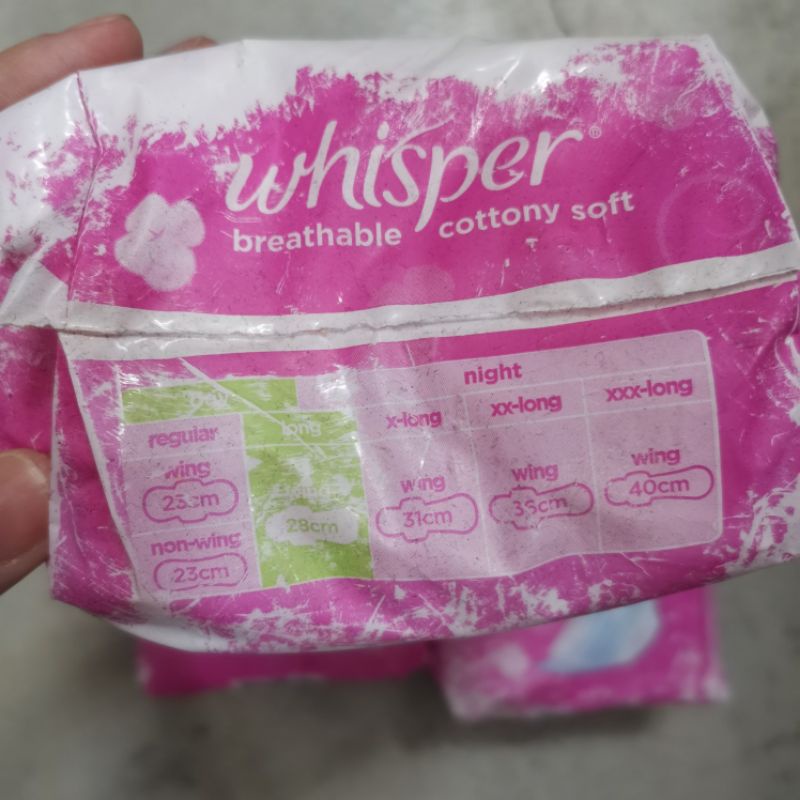 whisper®
breathable cottony soft
night
regular long x-long xx-long xxx-long
wing wing wing wing
23cm 28cm 31cm 35cm 40cm
non-wing
23cm